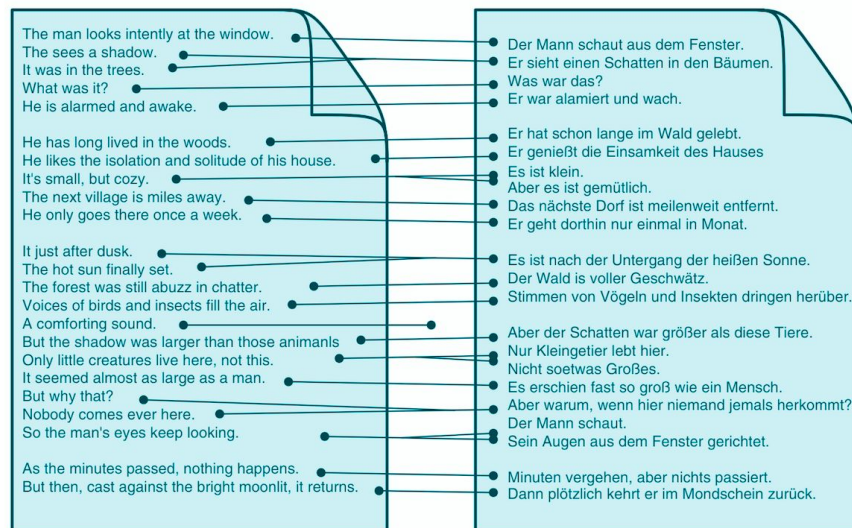 The man looks intently at the window.
The sees a shadow.
It was in the trees.
What was it?
He is alarmed and awake.
He has long lived in the woods.
He likes the isolation and solitude of his house.
It's small, but cozy.
The next village is miles away.
He only goes there once a week.
It just after dusk.
The hot sun finally set.
The forest was still abuzz in chatter.
Voices of birds and insects fill the air.
A comforting sound.
But the shadow was larger than those animanls
Only little creatures live here, not this.
It seemed almost as large as a man.
But why that?
Nobody comes ever here.
So the man's eyes keep looking.
As the minutes passed, nothing happens.
But then, cast against the bright moonlit, it returns.
Der Mann schaut aus dem Fenster.
Er sieht einen Schatten in den Bäumen.
Was war das?
Er war alamiert und wach.
Er hat schon lange im Wald gelebt.
Er genießt die Einsamkeit des Hauses
Es ist klein.
Aber es ist gemütlich.
Das nächste Dorf ist meilenweit entfernt.
Er geht dorthin nur einmal in Monat.
Es ist nach der Untergang der heißen Sonne.
Der Wald is voller Geschwätz.
Stimmen von Vögeln und Insekten dringen herüber.
Aber der Schatten war größer als diese Tiere.
Nur Kleingetier lebt hier.
Nicht soetwas Großes.
Es erschien fast so groß wie ein Mensch.
Aber warum, wenn hier niemand jemals herkommt?
Der Mann schaut.
Sein Augen aus dem Fenster gerichtet.
Minuten vergehen, aber nichts passiert.
Dann plötzlich kehrt er im Mondschein zurück.